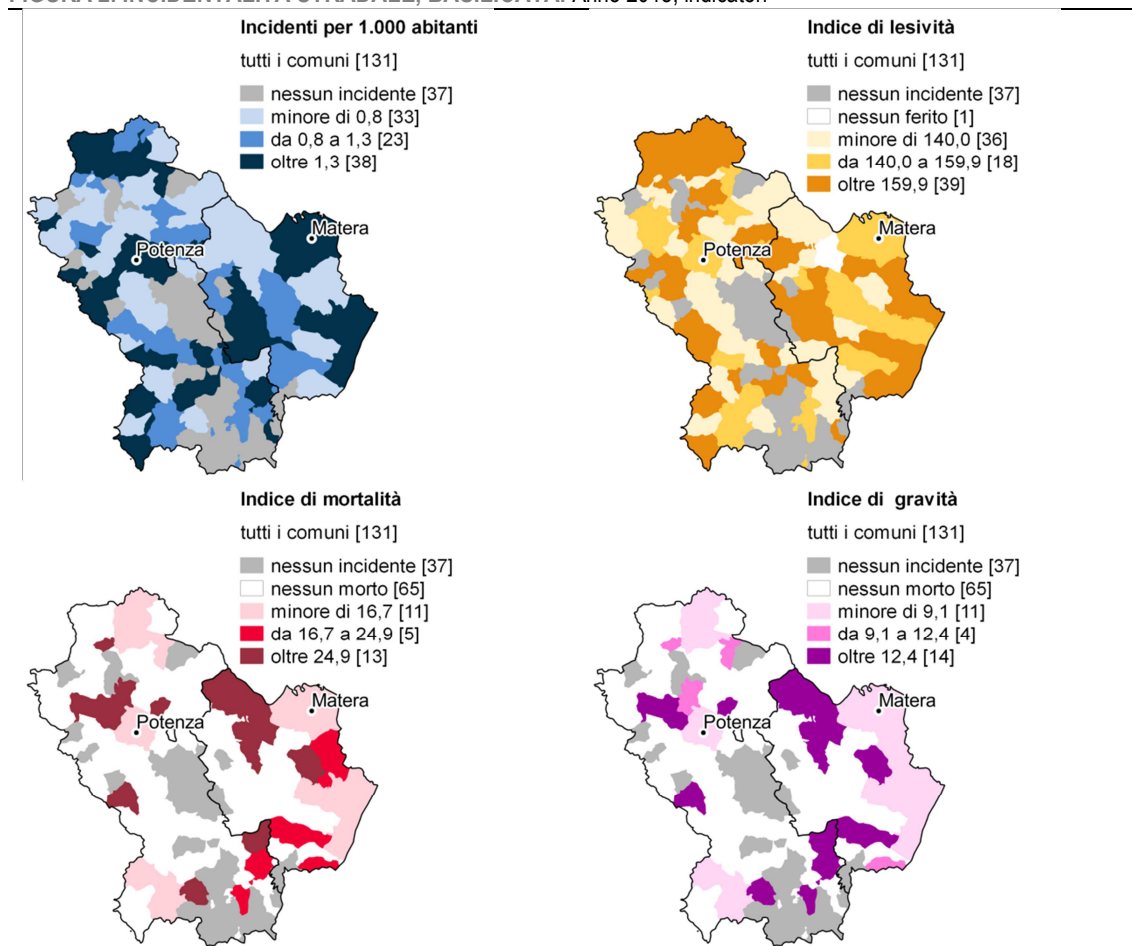 FIGURA INCIDENTALITÀ STRADALE, BASILICATA. Anno Indicatori
Incidenti per 1.000 abitanti
tutti i comuni [131]
nessun incidente [37]
minore di 0,8 [33]
da 0,8 a 1,3 [23]
oltre 1,3 [38]
Matera
Potenza
Indice di lesività
tutti i comuni [131]
nessun incidente [37]
nessun ferito [1]
minore di 140,0 [36]
da 140,0 a 159,9 [18]
oltre 159,9 [39]
Matera
Potenza
Indice di mortalità
tutti i comuni [131]
nessun incidente [37]
nessun morto [65]
minore di 16,7 [11]
da 16,7 a 24,9 [5]
oltre 24,9 [13]
Matera
Potenza
Indice di gravità
tutti i comuni [131]
nessun incidente [37]
nessun morto [65]
minore di 9,1 [11]
da 9,1 a 12,4 [4]
oltre 12,4 [14]
Matera
Potenza